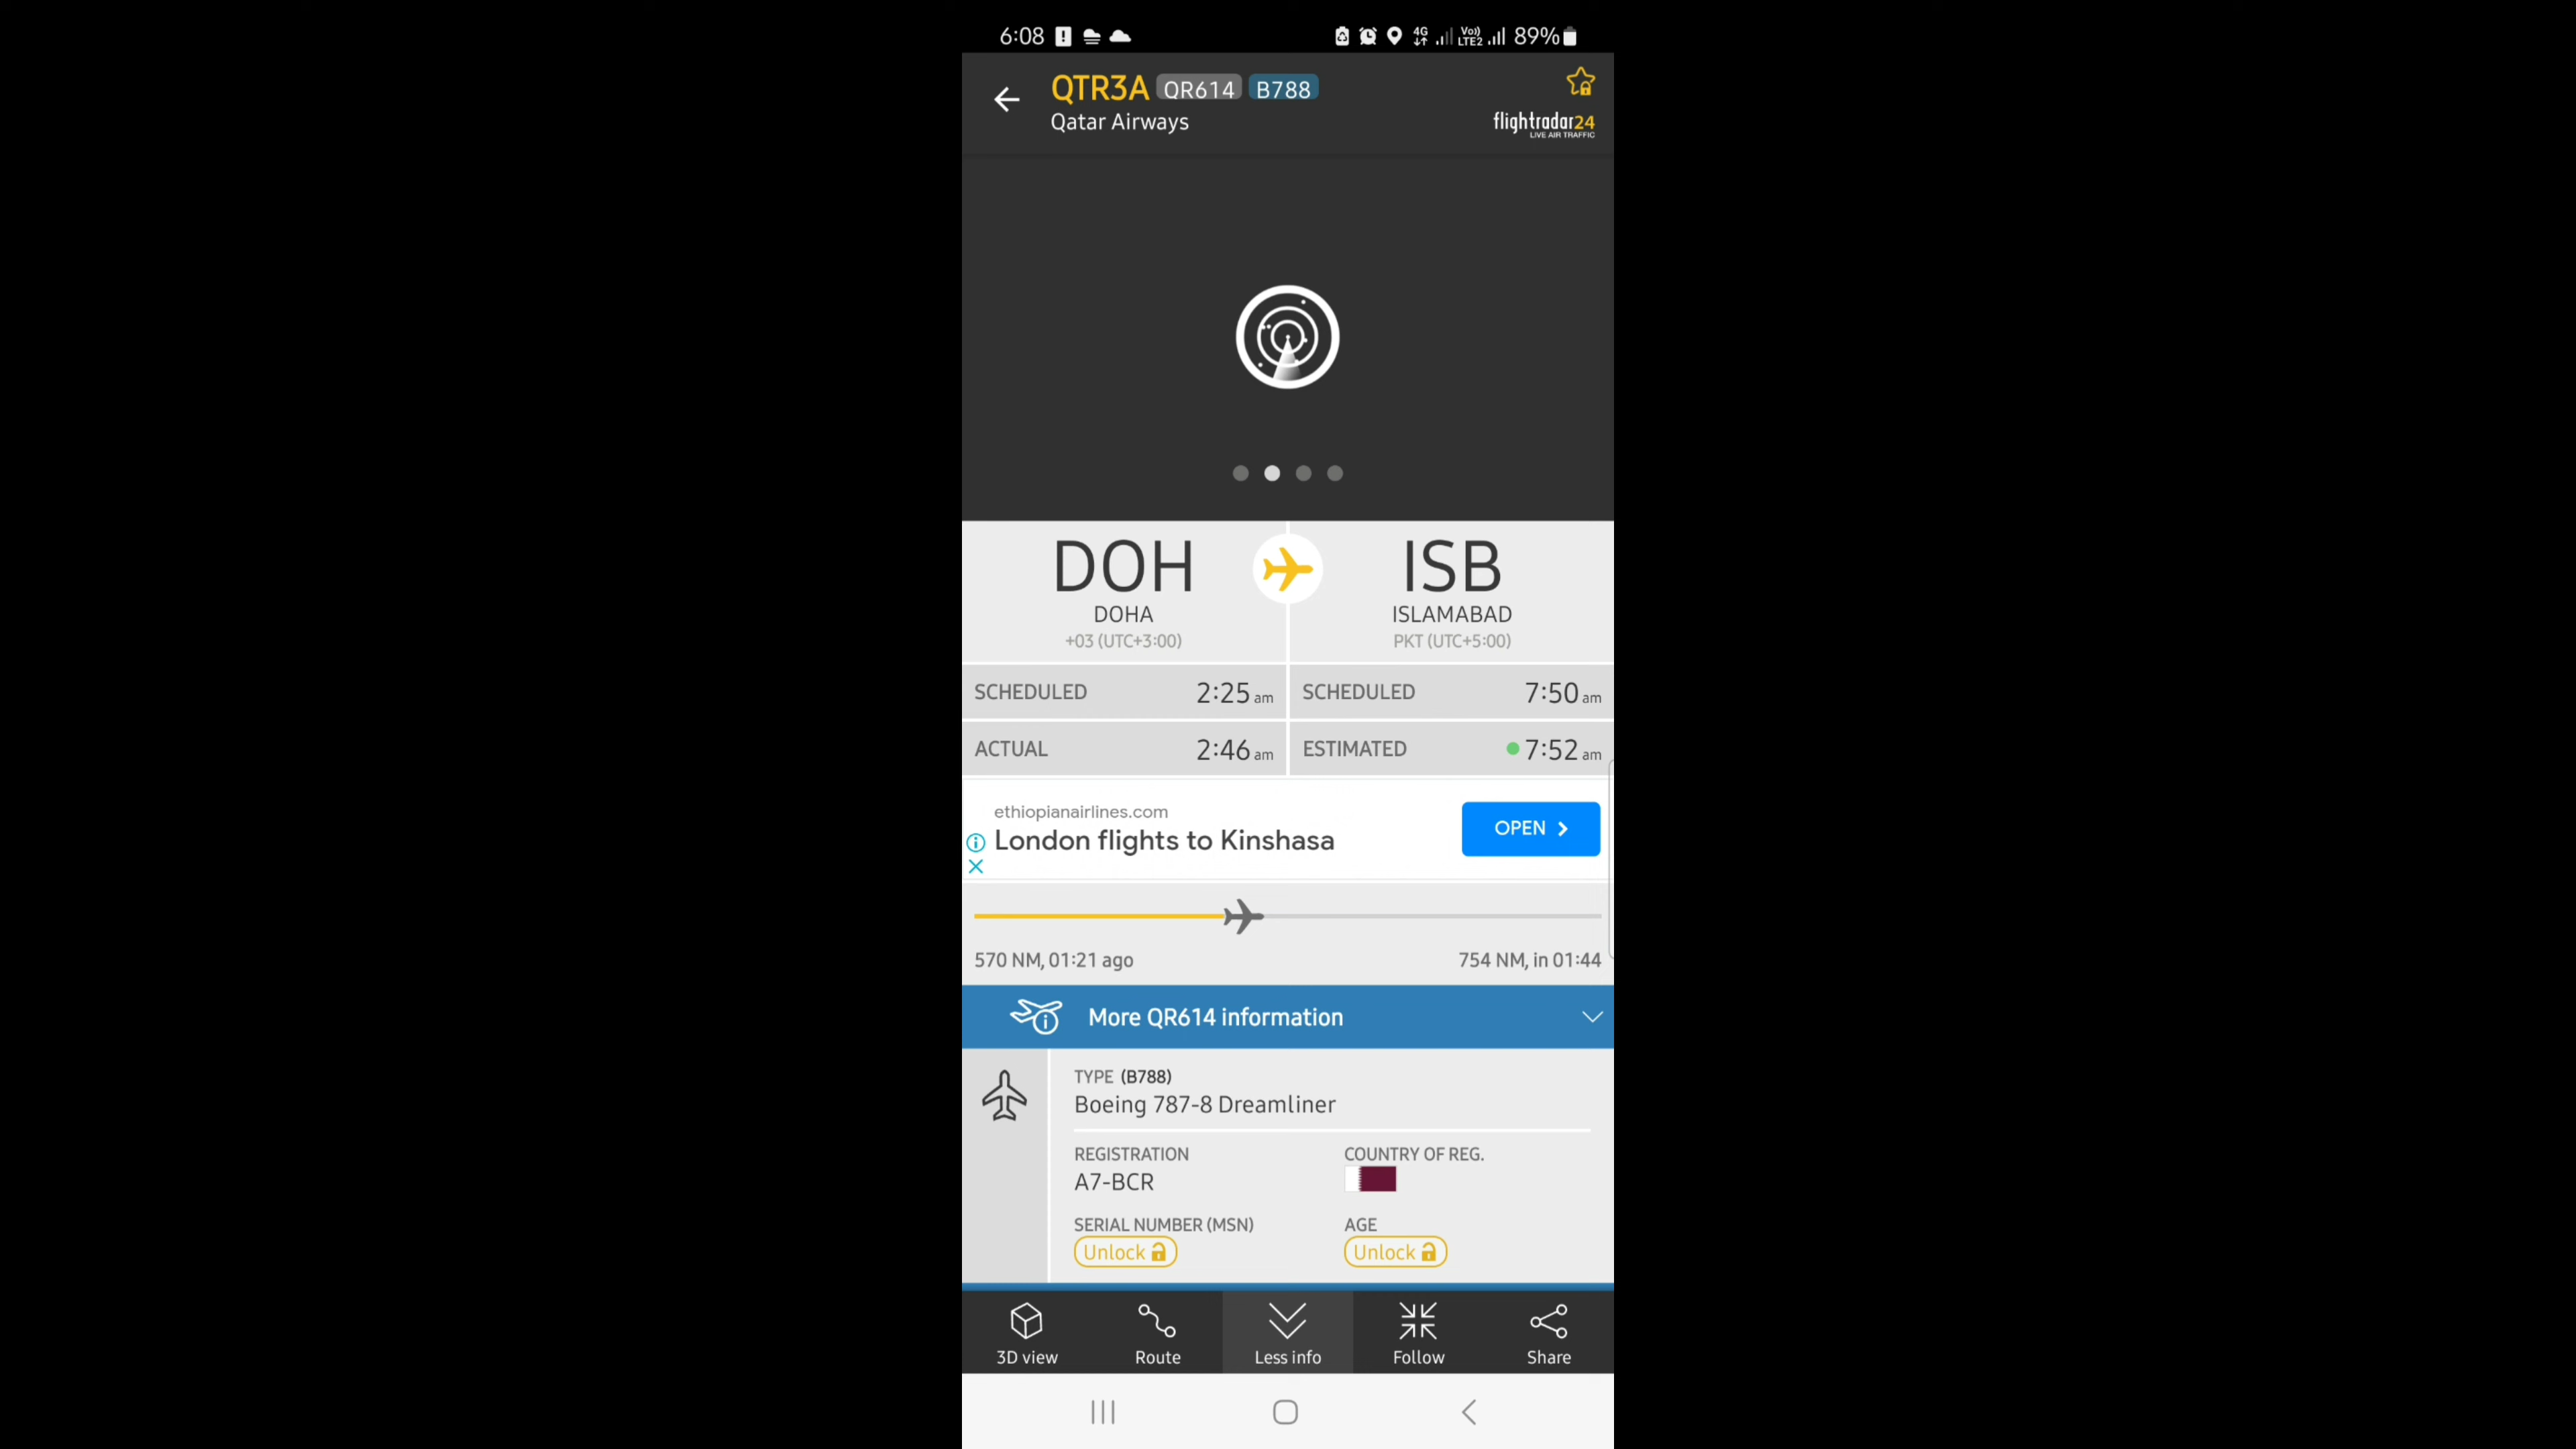 6:08
4G Vo)) LTE2 89%
QTR3A QR614 B788
Qatar Airways
flightradar24
LIVE AIR TRAFFIC
DOH ISB
DOHA ISLAMABAD
+03 (UTC+3:00) PKT (UTC+5:00)
SCHEDULED 2:25 am SCHEDULED 7:50 am
ACTUAL 2:46 am ESTIMATED 7:52 am
ethiopianairlines.com
London flights to Kinshasa
OPEN
570 NM, 01:21 ago 754 NM, in 01:44
More QR614 information
TYPE (B788)
Boeing 787-8 Dreamliner
REGISTRATION COUNTRY OF REG.
A7-BCR
SERIAL NUMBER (MSN) AGE
Unlock Unlock
3D view Route Less info Follow Share